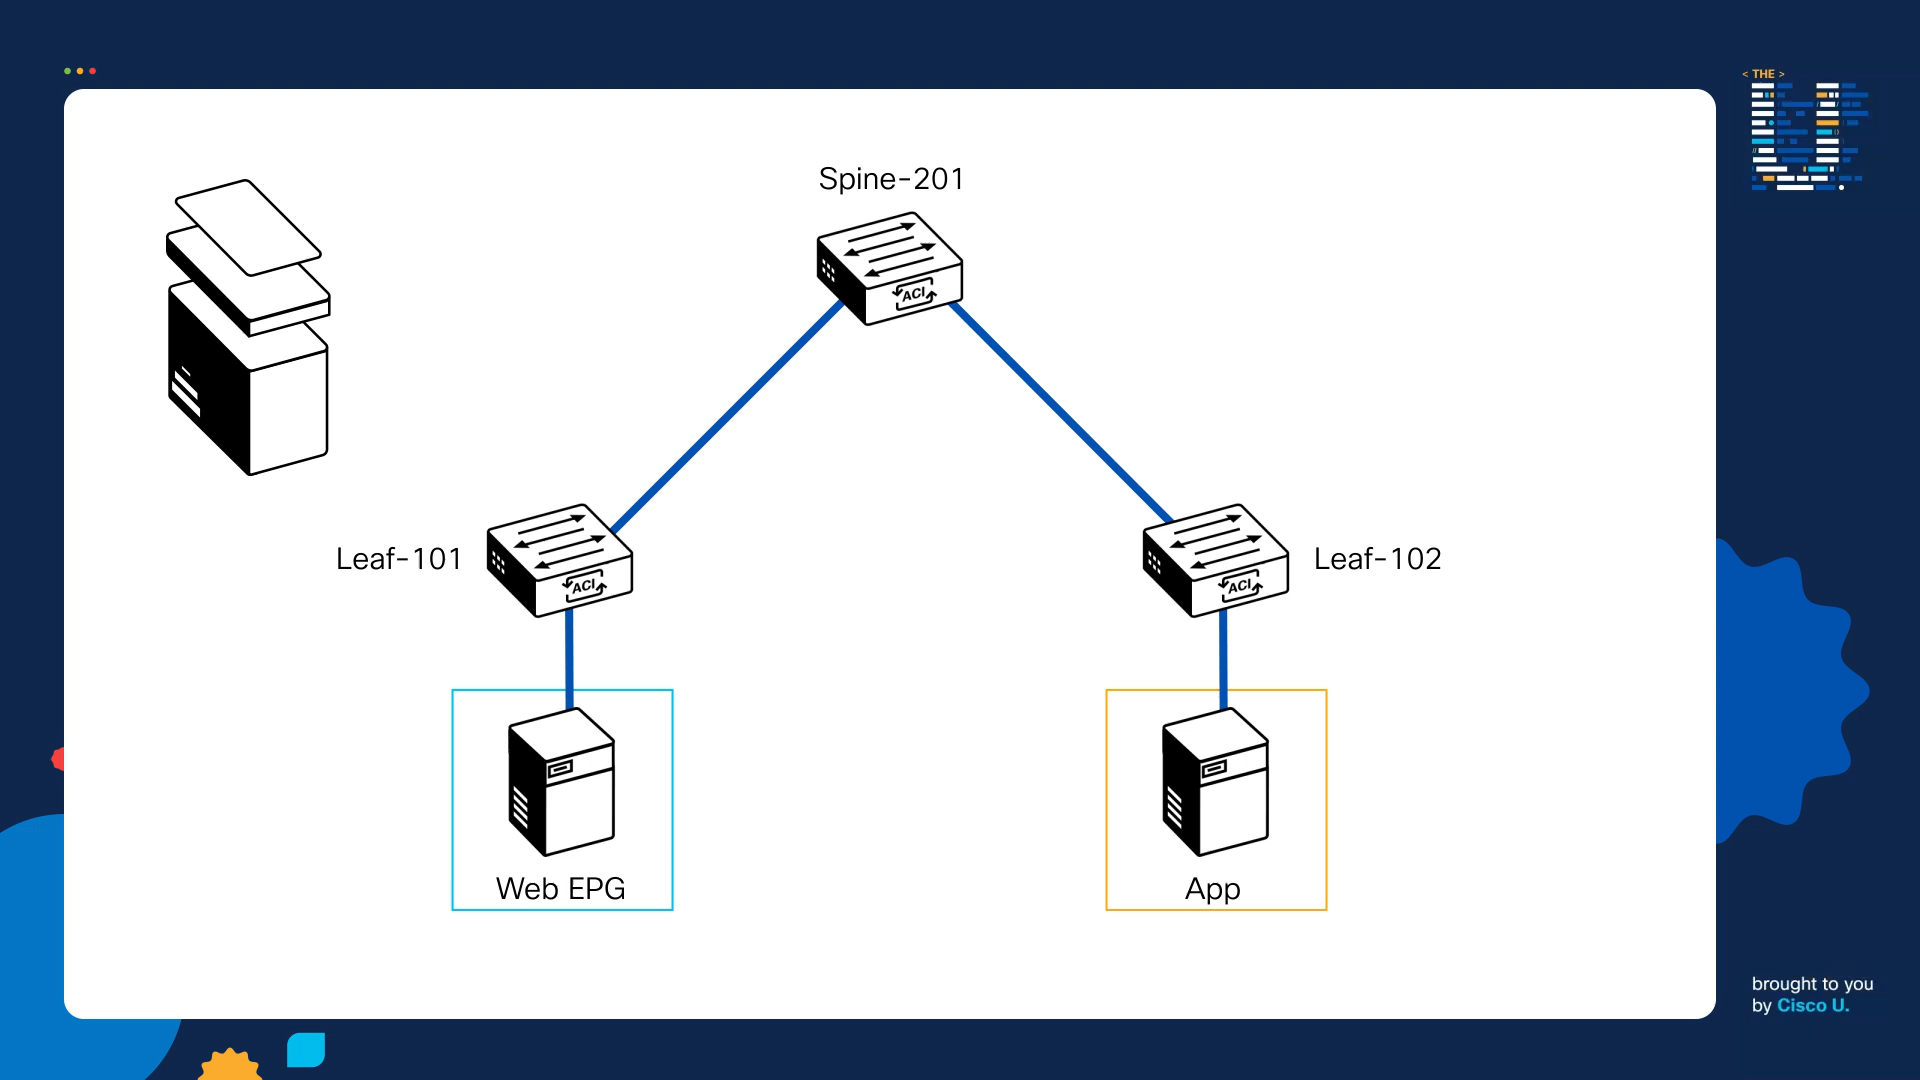 < THE >
Spine-201
ACI
Leaf-101
ACI
ACI
Leaf-102
Web EPG
App
brought to you
by Cisco U.